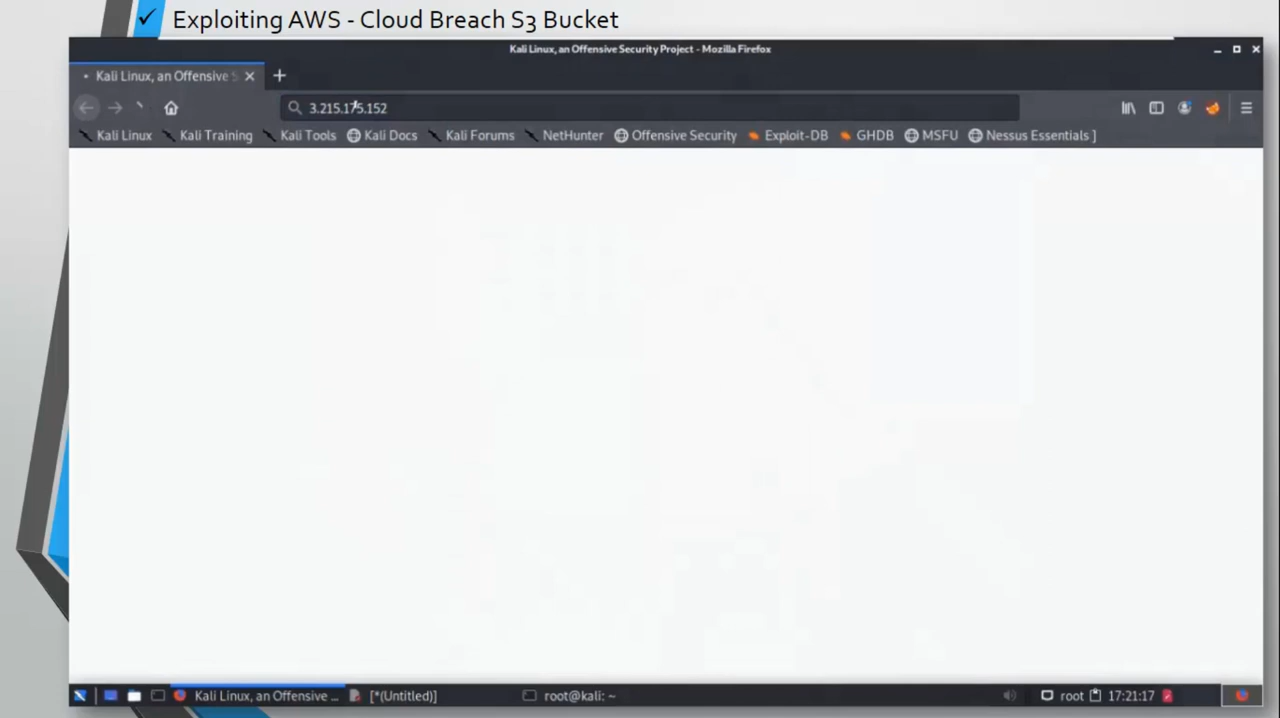 ✓ Exploiting AWS - Cloud Breach S3 Bucket
Kali Linux, an Offensive Security Project - Mozilla Firefox
Kali Linux, an Offensive S
3.215.175.152
Kali Linux Kali Training Kali Tools Kali Docs Kali Forums NetHunter Offensive Security Exploit-DB GHDB MSFU Nessus Essentials ]
Kali Linux, an Offensive ... [*(Untitled)] root@kali: ~ root 17:21:17